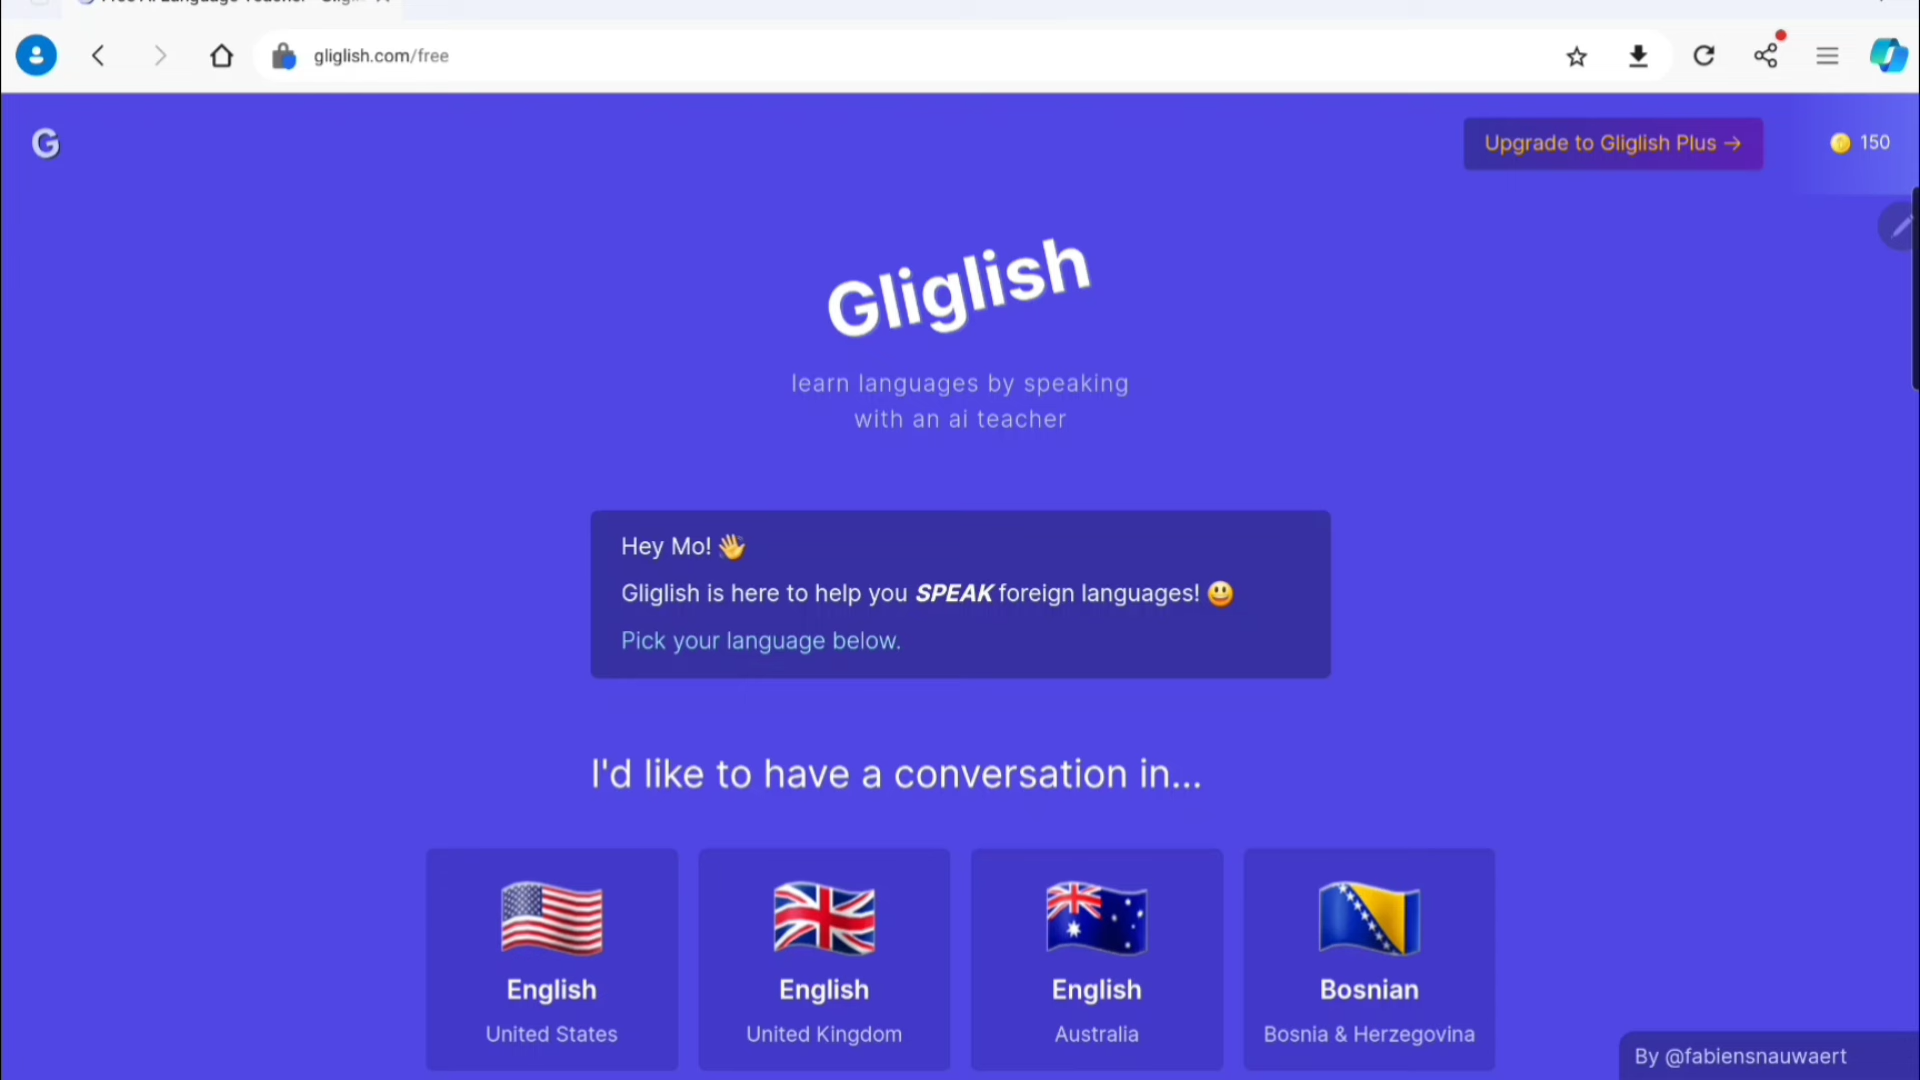 gliglish.com/free
G
Upgrade to Gliglish Plus →
150
Gliglish
learn languages by speaking
with an ai teacher
Hey Mo! 👋
Gliglish is here to help you SPEAK foreign languages! 😃
Pick your language below.
I'd like to have a conversation in...
English
United States
English
United Kingdom
English
Australia
Bosnian
Bosnia & Herzegovina
By @fabiensnauwaert